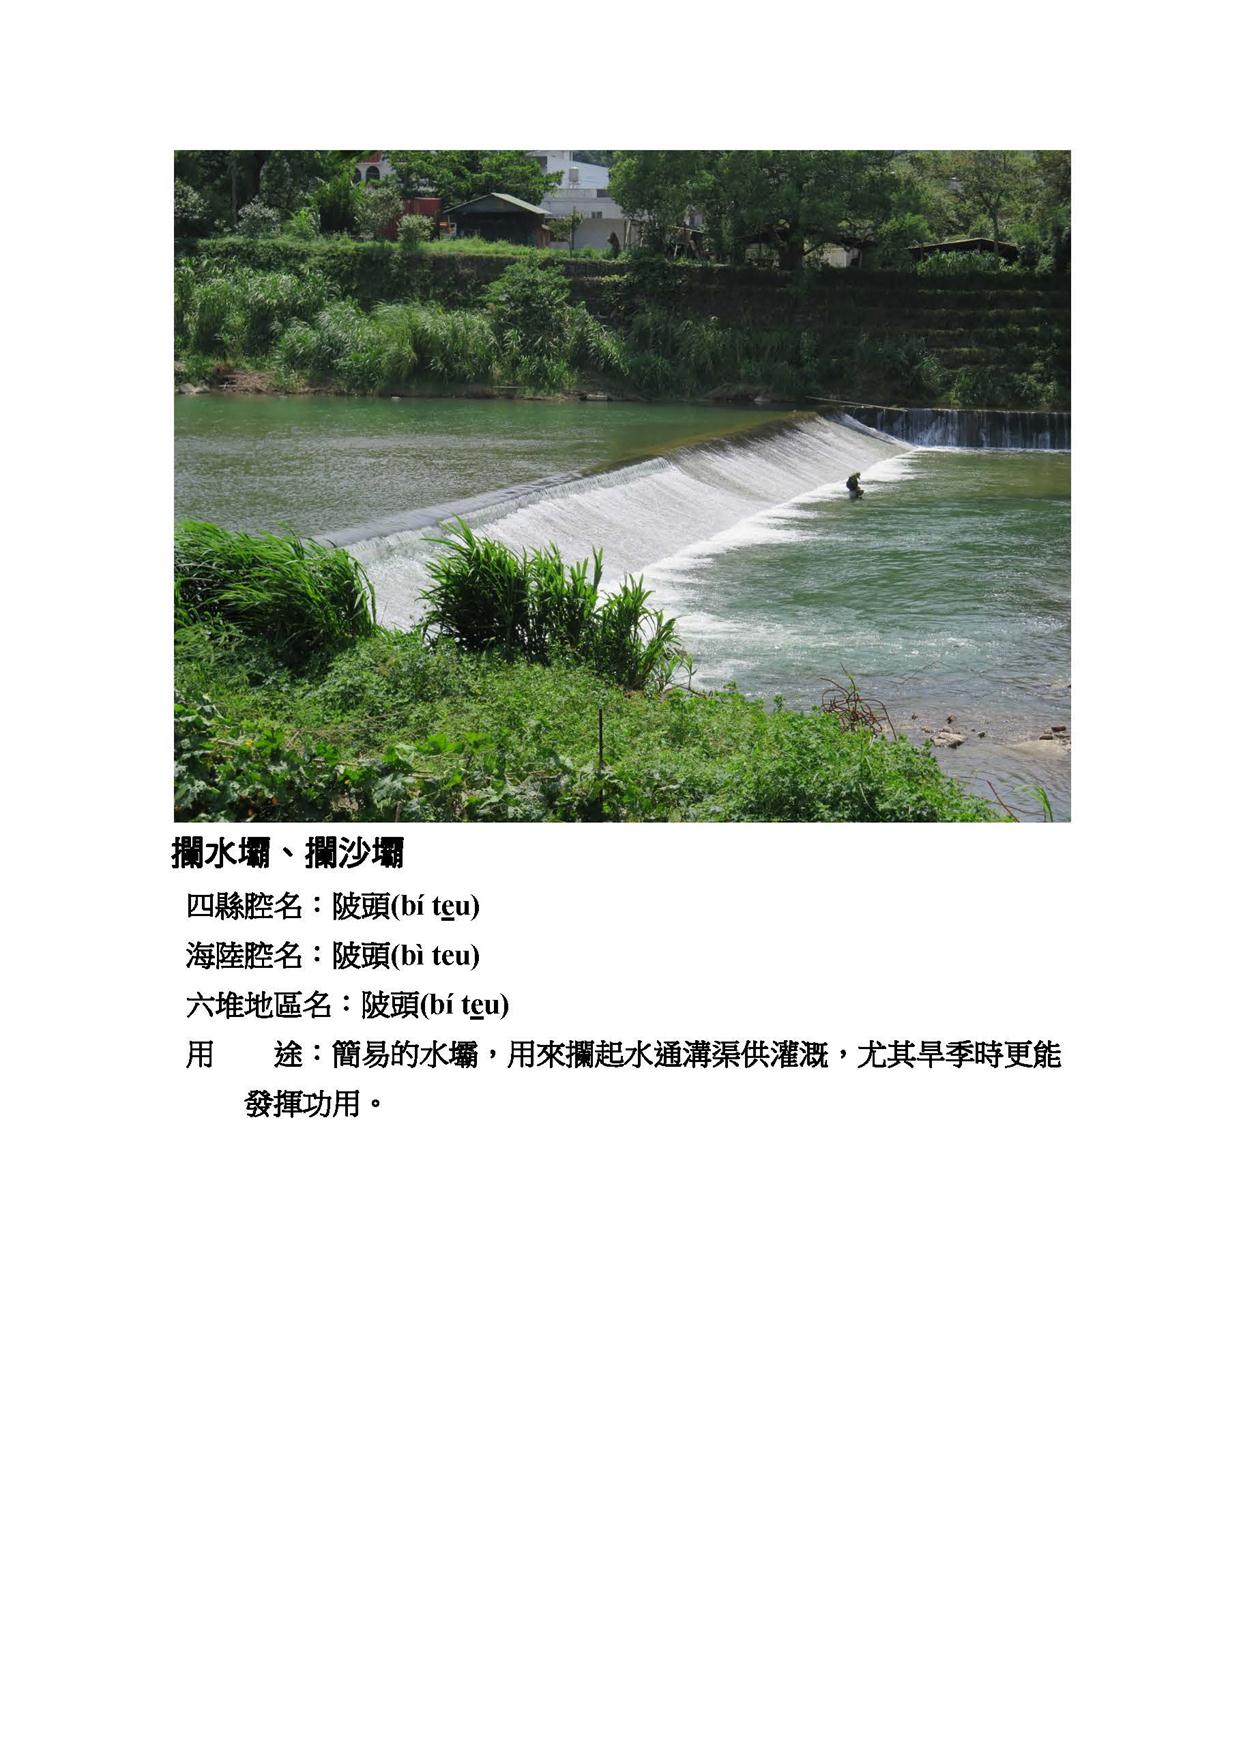 攔水壩、攔沙壩
四縣腔名：陂頭(bí teu)
海陸腔名：陂頭(bì teu)
六堆地區名：陂頭(bí teu)
用　　途：簡易的水壩，用來攔起水通溝渠供灌溉，尤其旱季時更能
發揮功用。